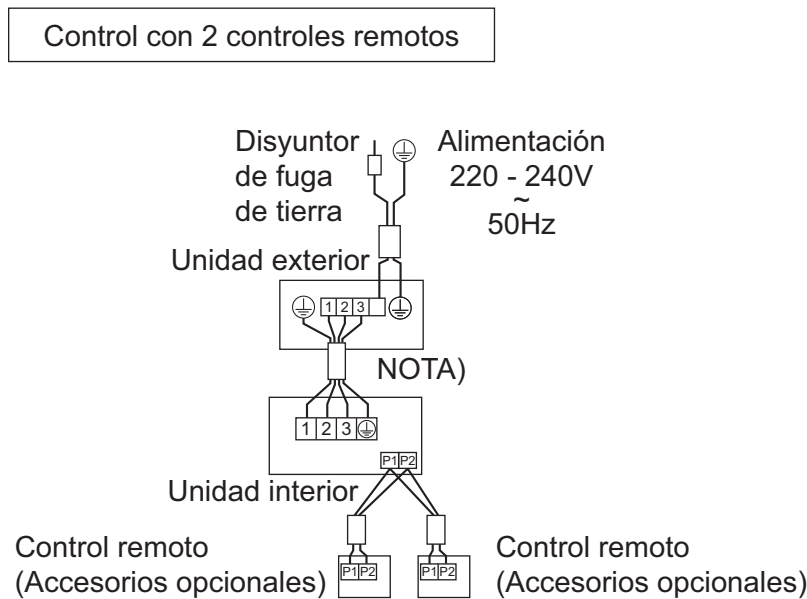 Control con 2 controles remotos
Disyuntor
de fuga
de tierra
Alimentación
220 - 240V
~
50Hz
Unidad exterior
1 2 3
NOTA)
1 2 3
P1 P2
Unidad interior
Control remoto
(Accesorios opcionales)
P1 P2
P1 P2
Control remoto
(Accesorios opcionales)